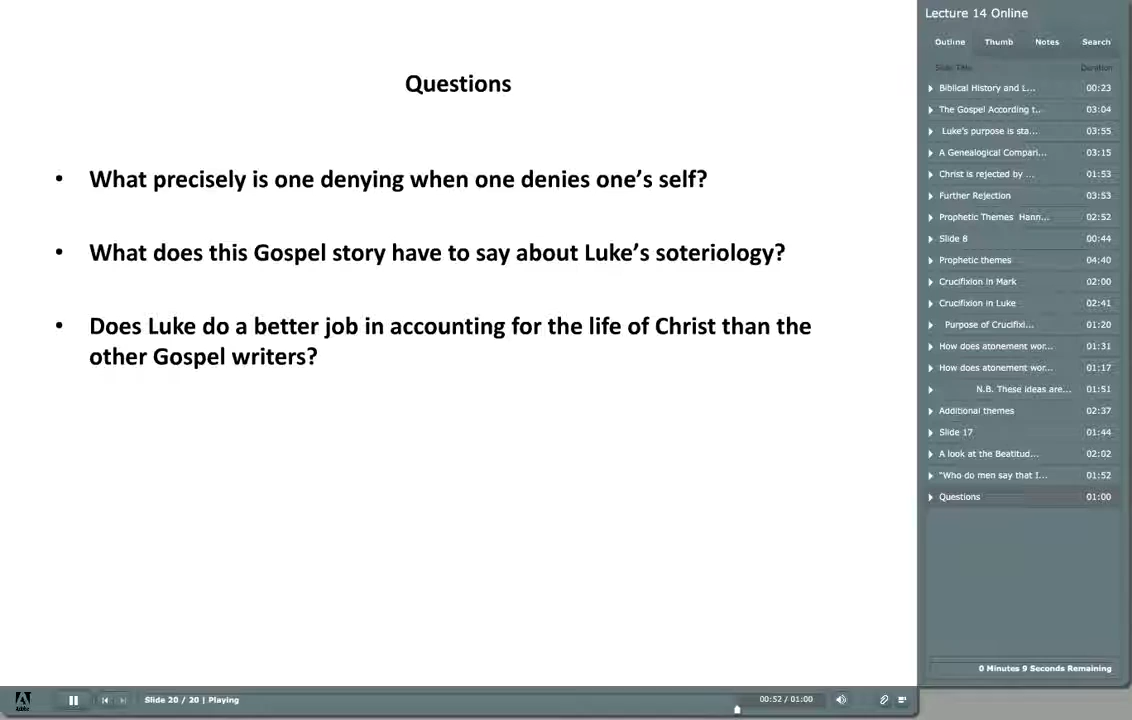 Questions
• What precisely is one denying when one denies one's self?
• What does this Gospel story have to say about Luke's soteriology?
• Does Luke do a better job in accounting for the life of Christ than the
other Gospel writers?
Lecture 14 Online
Outline Thumb Notes Search
Slide Title Duration
Biblical History and L... 00:23
The Gospel According t... 03:04
Luke's purpose is sta... 03:55
A Genealogical Compari... 03:15
Christ is rejected by ... 01:53
Further Rejection 03:53
Prophetic Themes Hann... 02:52
Slide 8 00:44
Prophetic themes 04:40
Crucifixion in Mark 02:00
Crucifixion in Luke 02:41
Purpose of Crucifixi... 01:20
How does atonement wor... 01:31
How does atonement wor... 01:17
N.B. These ideas are... 01:51
Additional themes 02:37
Slide 17 01:44
A look at the Beatitud... 02:02
"Who do men say that I... 01:52
Questions 01:00
0 Minutes 9 Seconds Remaining
Adobe
Slide 20 / 20 | Playing
00:52 / 01:00